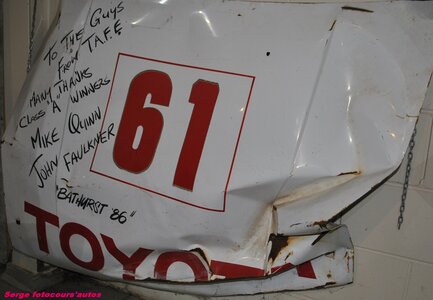 To THE GUYS
FROM T.A.F.E
MANY THANKS
CLASS "A" WINNERS
MIKE QUINN
JOHN FAULKNER
"BATHURST '86"
61
TOYOTA
Serge fotocours'autos